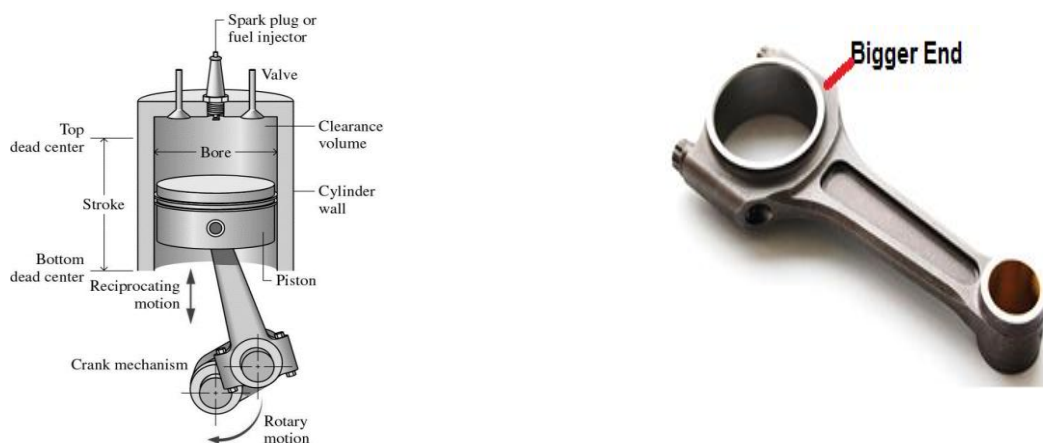 Spark plug or
fuel injector
Valve
Top
dead center
Clearance
volume
Bore
Stroke
Cylinder
wall
Bottom
dead center
Reciprocating
motion
Piston
Crank mechanism
Rotary
motion
Bigger End